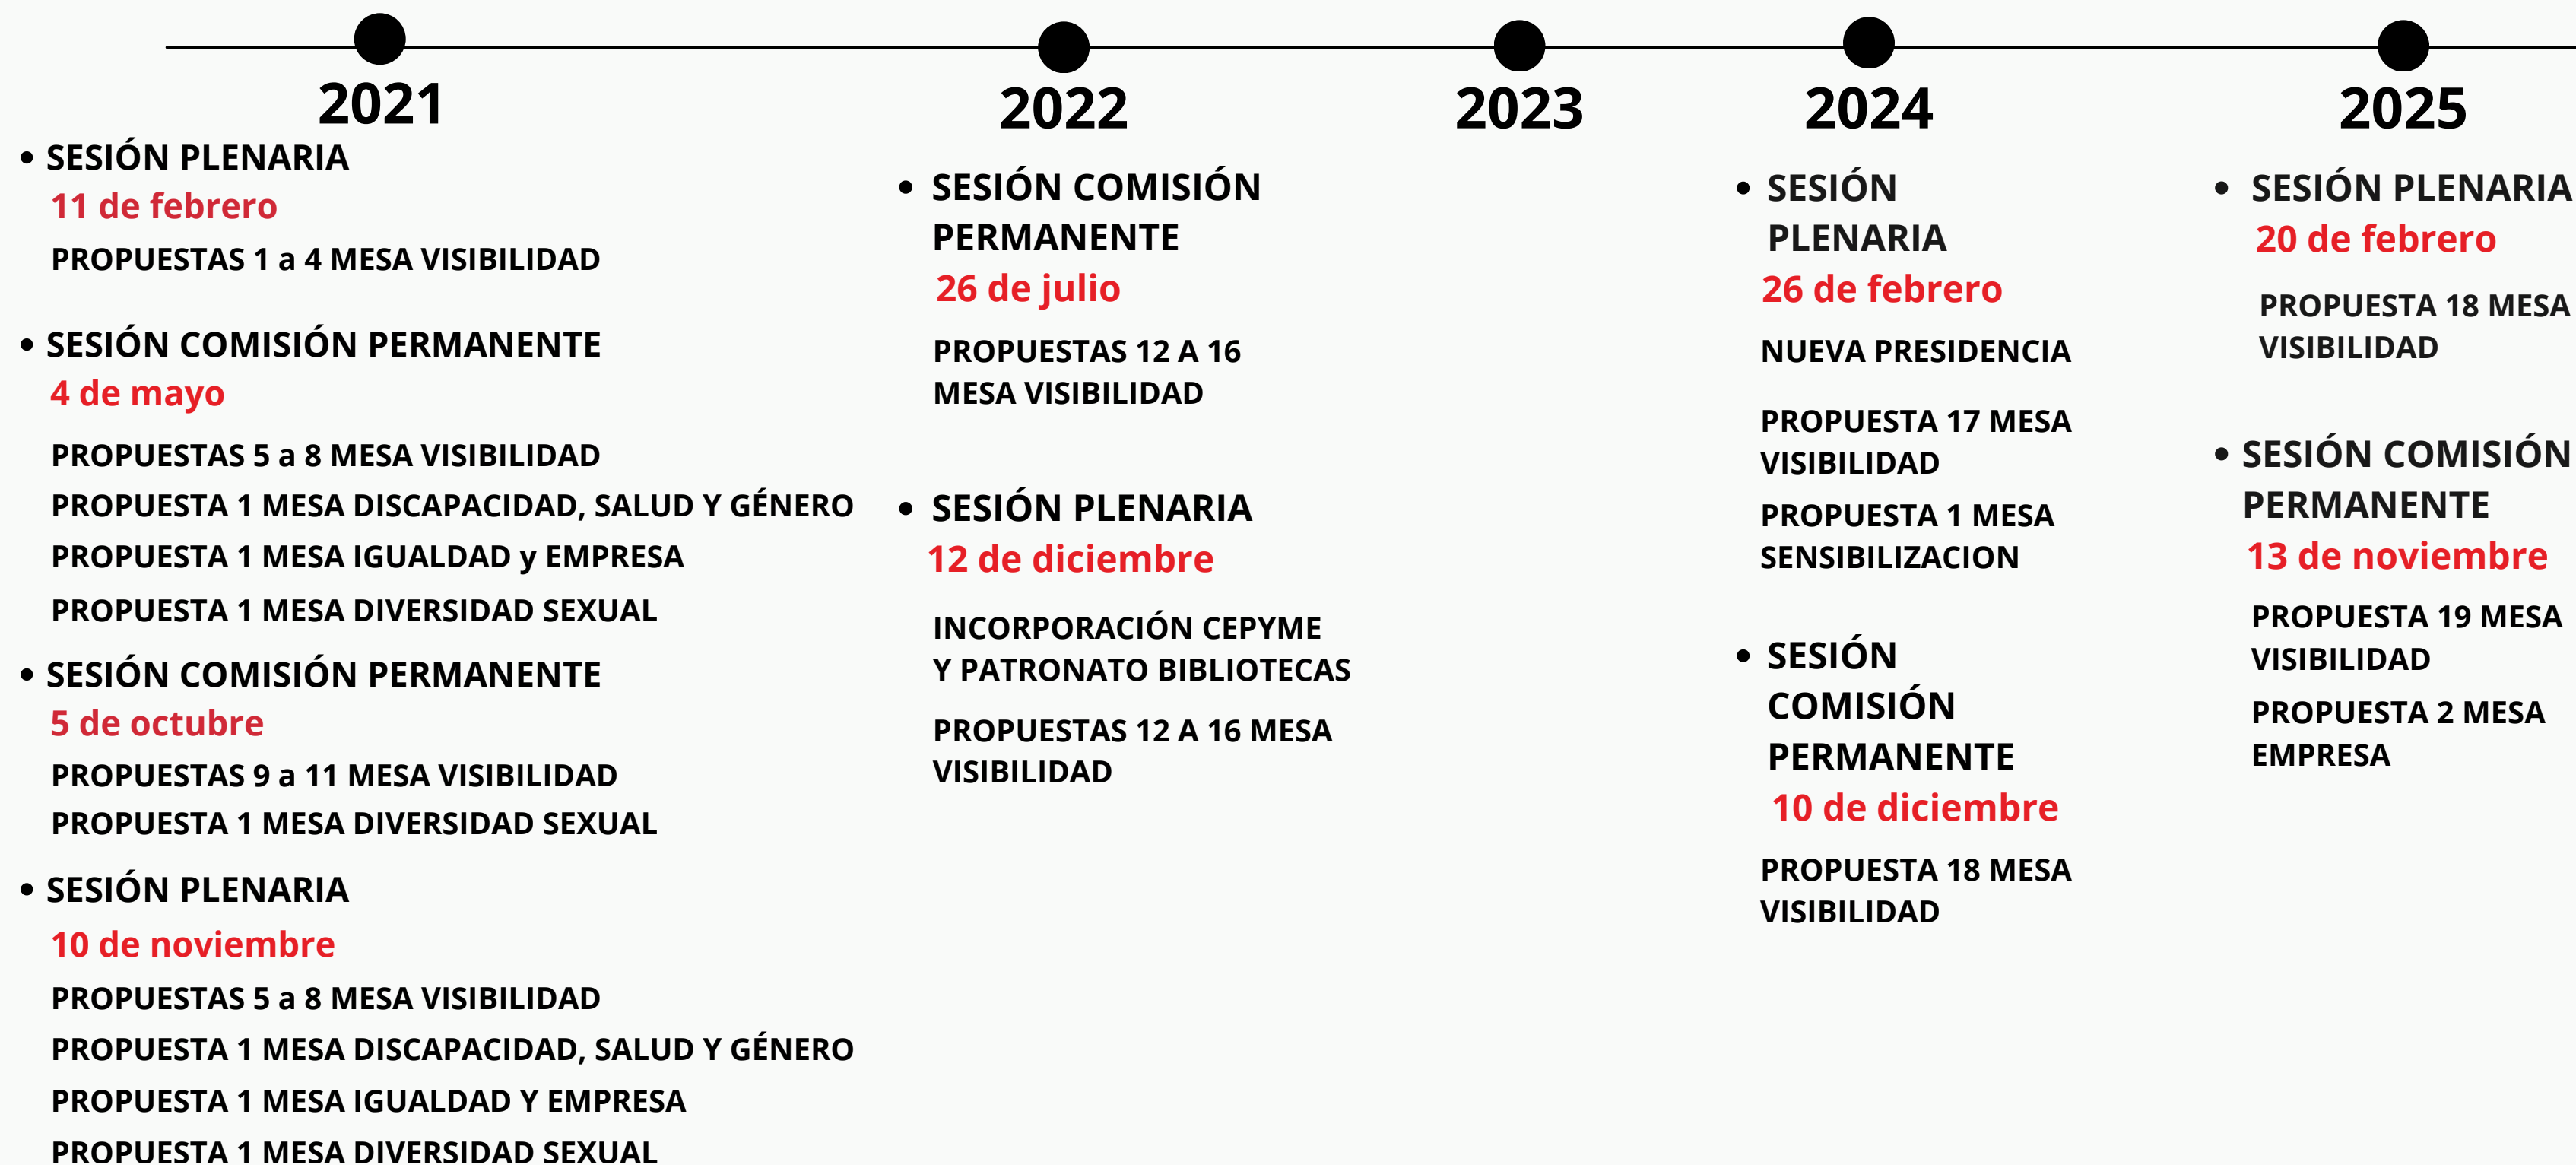 2021
SESIÓN PLENARIA
11 de febrero
PROPUESTAS 1 a 4 MESA VISIBILIDAD
SESIÓN COMISIÓN PERMANENTE
4 de mayo
PROPUESTAS 5 a 8 MESA VISIBILIDAD
PROPUESTA 1 MESA DISCAPACIDAD, SALUD Y GÉNERO
PROPUESTA 1 MESA IGUALDAD y EMPRESA
PROPUESTA 1 MESA DIVERSIDAD SEXUAL
SESIÓN COMISIÓN PERMANENTE
5 de octubre
PROPUESTAS 9 a 11 MESA VISIBILIDAD
PROPUESTA 1 MESA DIVERSIDAD SEXUAL
SESIÓN PLENARIA
10 de noviembre
PROPUESTAS 5 a 8 MESA VISIBILIDAD
PROPUESTA 1 MESA DISCAPACIDAD, SALUD Y GÉNERO
PROPUESTA 1 MESA IGUALDAD Y EMPRESA
PROPUESTA 1 MESA DIVERSIDAD SEXUAL
2022
SESIÓN COMISIÓN
PERMANENTE
26 de julio
PROPUESTAS 12 A 16
MESA VISIBILIDAD
SESIÓN PLENARIA
12 de diciembre
INCORPORACIÓN CEPYME
Y PATRONATO BIBLIOTECAS
PROPUESTAS 12 A 16 MESA
VISIBILIDAD
2023
2024
SESIÓN
PLENARIA
26 de febrero
NUEVA PRESIDENCIA
PROPUESTA 17 MESA
VISIBILIDAD
PROPUESTA 1 MESA
SENSIBILIZACION
SESIÓN
COMISIÓN
PERMANENTE
10 de diciembre
PROPUESTA 18 MESA
VISIBILIDAD
2025
SESIÓN PLENARIA
20 de febrero
PROPUESTA 18 MESA
VISIBILIDAD
SESIÓN COMISIÓN
PERMANENTE
13 de noviembre
PROPUESTA 19 MESA
VISIBILIDAD
PROPUESTA 2 MESA
EMPRESA